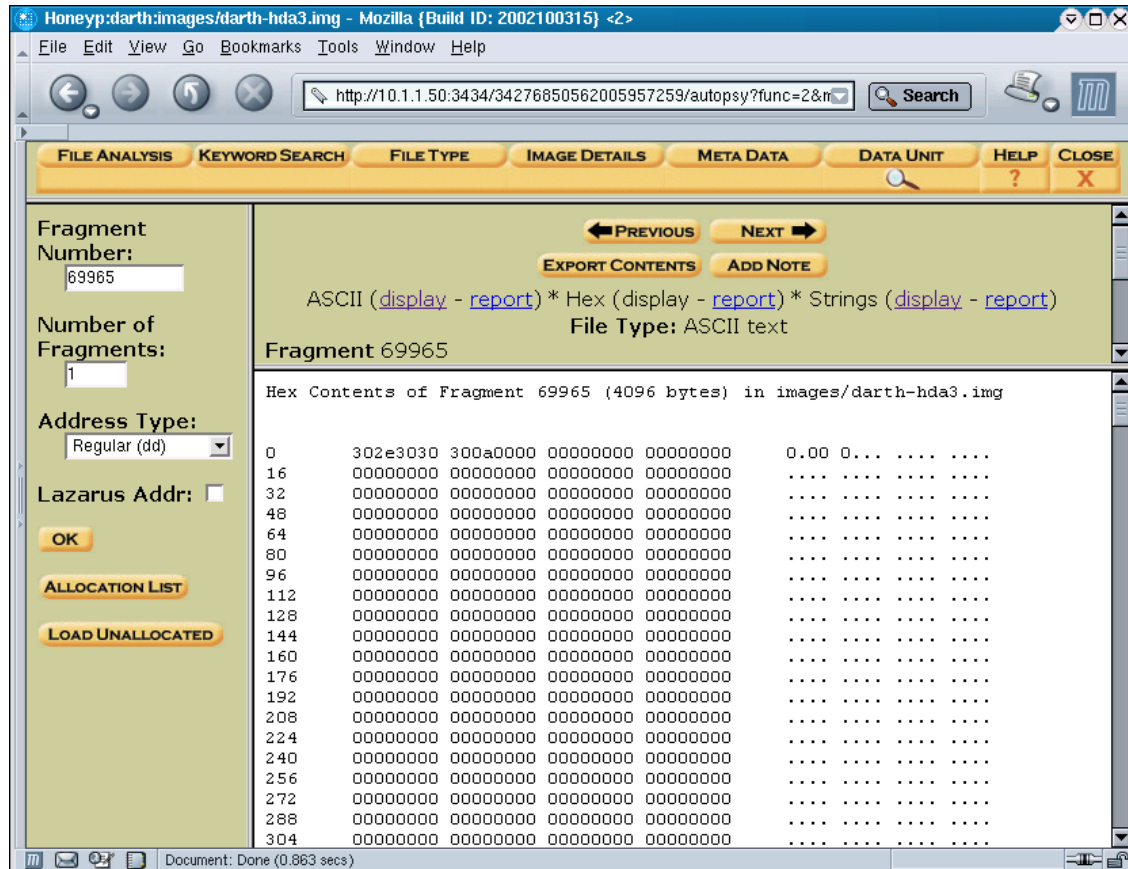 Honeyp:darth:images/darth-hda3.img - Mozilla {Build ID: 2002100315} <2>
File Edit View Go Bookmarks Tools Window Help
http://10.1.1.50:3434/34276850562005957259/autopsy?func=2&m Search
FILE ANALYSIS KEYWORD SEARCH FILE TYPE IMAGE DETAILS META DATA DATA UNIT HELP CLOSE
? X
Fragment
Number:
69965
Number of
Fragments:
1
Address Type:
Regular (dd)
Lazarus Addr:
OK
ALLOCATION LIST
LOAD UNALLOCATED
PREVIOUS NEXT
EXPORT CONTENTS ADD NOTE
ASCII (display - report) * Hex (display - report) * Strings (display - report)
File Type: ASCII text
Fragment 69965
Hex Contents of Fragment 69965 (4096 bytes) in images/darth-hda3.img
0 302e3030 300a0000 00000000 00000000 0.00 0... .... ....
16 00000000 00000000 00000000 00000000 .... .... .... ....
32 00000000 00000000 00000000 00000000 .... .... .... ....
48 00000000 00000000 00000000 00000000 .... .... .... ....
64 00000000 00000000 00000000 00000000 .... .... .... ....
80 00000000 00000000 00000000 00000000 .... .... .... ....
96 00000000 00000000 00000000 00000000 .... .... .... ....
112 00000000 00000000 00000000 00000000 .... .... .... ....
128 00000000 00000000 00000000 00000000 .... .... .... ....
144 00000000 00000000 00000000 00000000 .... .... .... ....
160 00000000 00000000 00000000 00000000 .... .... .... ....
176 00000000 00000000 00000000 00000000 .... .... .... ....
192 00000000 00000000 00000000 00000000 .... .... .... ....
208 00000000 00000000 00000000 00000000 .... .... .... ....
224 00000000 00000000 00000000 00000000 .... .... .... ....
240 00000000 00000000 00000000 00000000 .... .... .... ....
256 00000000 00000000 00000000 00000000 .... .... .... ....
272 00000000 00000000 00000000 00000000 .... .... .... ....
288 00000000 00000000 00000000 00000000 .... .... .... ....
304 00000000 00000000 00000000 00000000 .... .... .... ....
Document: Done (0.863 secs)